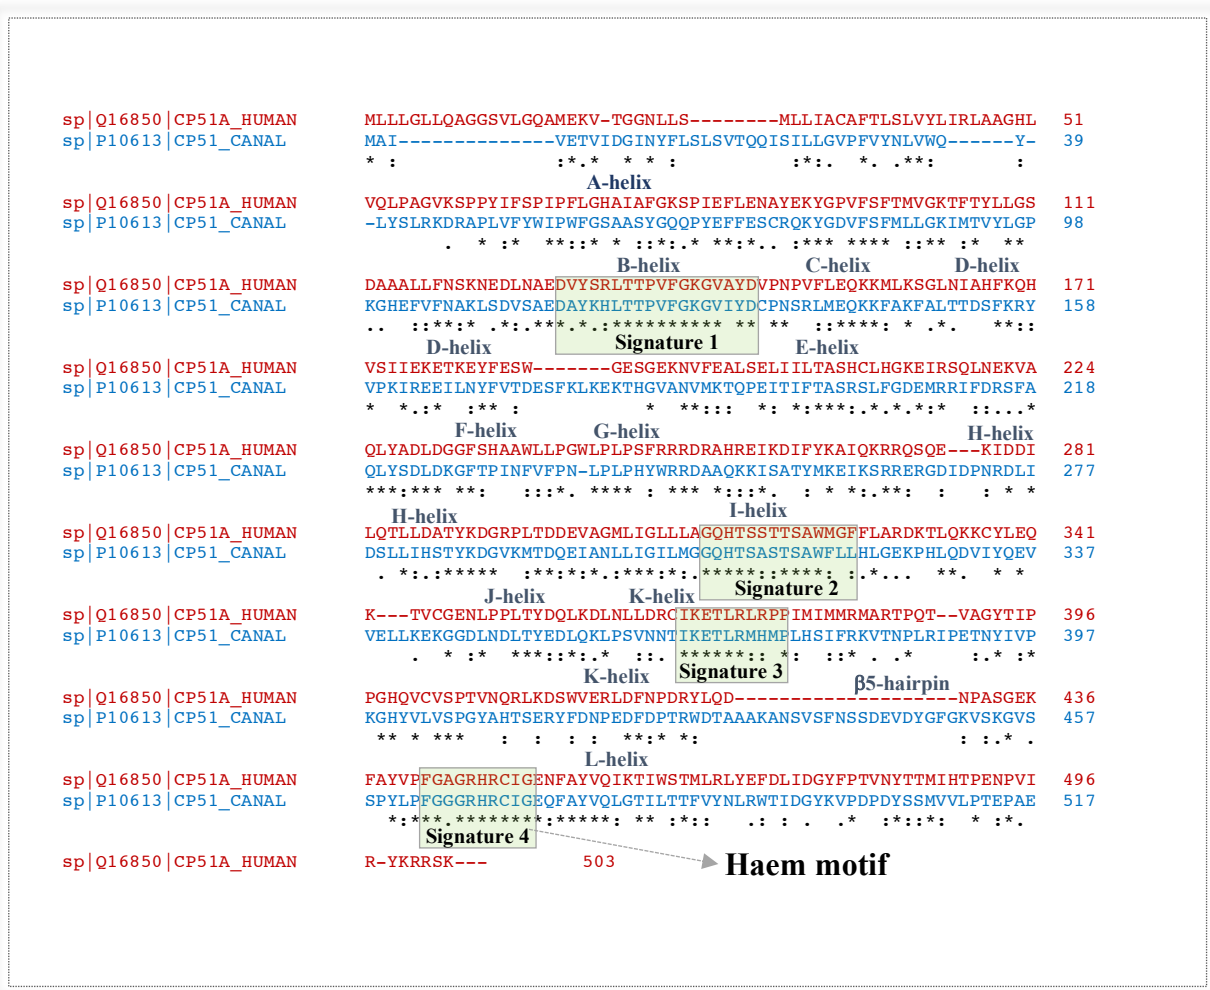 sp|Q16850|CP51A_HUMAN MLLLGLLQAGGSVLGQAMEKV-TGGNLLS--------MLLIACAFTLSLVYLIRLAAGHL 51
sp|P10613|CP51_CANAL MAI--------------VETVIDGINYFLSLSVTQQISILLGVPFVYNLVWQ------Y- 39
* : :*.* * * : :*:. . .**: :
A-helix
sp|Q16850|CP51A_HUMAN VQLPAGVKSPPYIFSPIPFLGHAIAFGKSPIEFLENAYEKYGPVFSFTMVGKTFTYLLGS 111
sp|P10613|CP51_CANAL -LYSLRKDRAPLVFYWIPWFGSAASYGQQPYEFFESCRQKYGDVFSFMLLGKIMTVYLGP 98
. * :* **::* * ::*:.* **:*.. :*** **** ::** :* **
B-helix C-helix D-helix
sp|Q16850|CP51A_HUMAN DAAALLFNSKNEDLNAEDVYSRLTTPVFGKGVAYDVPNPVFLEQKKMLKSGLNIAHFKQH 171
sp|P10613|CP51_CANAL KGHEFVFNAKLSDVSAEDAYKHLTTPVFGKGVIYDCPNSRLMEQKKFAKFALTTDSFKRY 158
.. ::**:* .*:.***.*.:********** ** ** ::****: * .*. **::
Signature 1
D-helix E-helix
sp|Q16850|CP51A_HUMAN VSIIEKETKEYFESW-------GESGEKNVFEALSELIILTASHCLHGKEIRSQLNEKVA 224
sp|P10613|CP51_CANAL VPKIREEILNYFVTDESFKLKEKTHGVANVMKTQPEITIFTASRSLFGDEMRRIFDRSFA 218
* *.:* :** : * **::: *: *:***:.*.*.*:* ::...*
F-helix G-helix H-helix
sp|Q16850|CP51A_HUMAN QLYADLDGGFSHAAWLLPGWLPLPSFRRRDRAHREIKDIFYKAIQKRRQSQE---KIDDI 281
sp|P10613|CP51_CANAL QLYSDLDKGFTPINFVFPN-LPLPHYWRRDAAQKKISATYMKEIKSRRERGDIDPNRDLI 277
***:*** **: :::*. **** : *** *:::*. : * *:.**: : : * *
H-helix I-helix
sp|Q16850|CP51A_HUMAN LQTLLDATYKDGRPLTDDEVAGMLIGLLLAGQHTSSTTSAWMGFFLARDKTLQKKCYLEQ 341
sp|P10613|CP51_CANAL DSLLIHSTYKDGVKMTDQEIANLLIGILMGGQHTSASTSAWFLLHLGEKPHLQDVIYQEV 337
. *:.:***** :**:*:*.:***:*:.*****::****: :.*... **. * *
Signature 2
J-helix K-helix
sp|Q16850|CP51A_HUMAN K---TVCGENLPPLTYDQLKDLNLLDRCIKETLRLRPPIMIMMRMARTPQT--VAGYTIP 396
sp|P10613|CP51_CANAL VELLKEKGGDLNDLTYEDLQKLPSVNNTIKETLRMHMPLHSIFRKVTNPLRIPETNYIVP 397
. * :* ***::*:.* ::. ******:: *: ::* . .* :.* :*
Signature 3
K-helix β5-hairpin
sp|Q16850|CP51A_HUMAN PGHQVCVSPTVNQRLKDSWVERLDFNPDRYLQD--------------------NPASGEK 436
sp|P10613|CP51_CANAL KGHYVLVSPGYAHTSERYFDNPEDFDPTRWDTAAAKANSVSFNSSDEVDYGFGKVSKGVS 457
** * *** : : : : **:* *: : :.* .
L-helix
sp|Q16850|CP51A_HUMAN FAYVPFGAGRHRCIGENFAYVQIKTIWSTMLRLYEFDLIDGYFPTVNYTTMIHTPENPVI 496
sp|P10613|CP51_CANAL SPYLPFGGGRHRCIGEQFAYVQLGTILTTFVYNLRWTIDGYKVPDPDYSSMVVLPTEPAE 517
*:***.********:*****: ** :*:: .: : .* :*::*: * :*.
Signature 4
sp|Q16850|CP51A_HUMAN R-YKRRSK--- 503
Haem motif